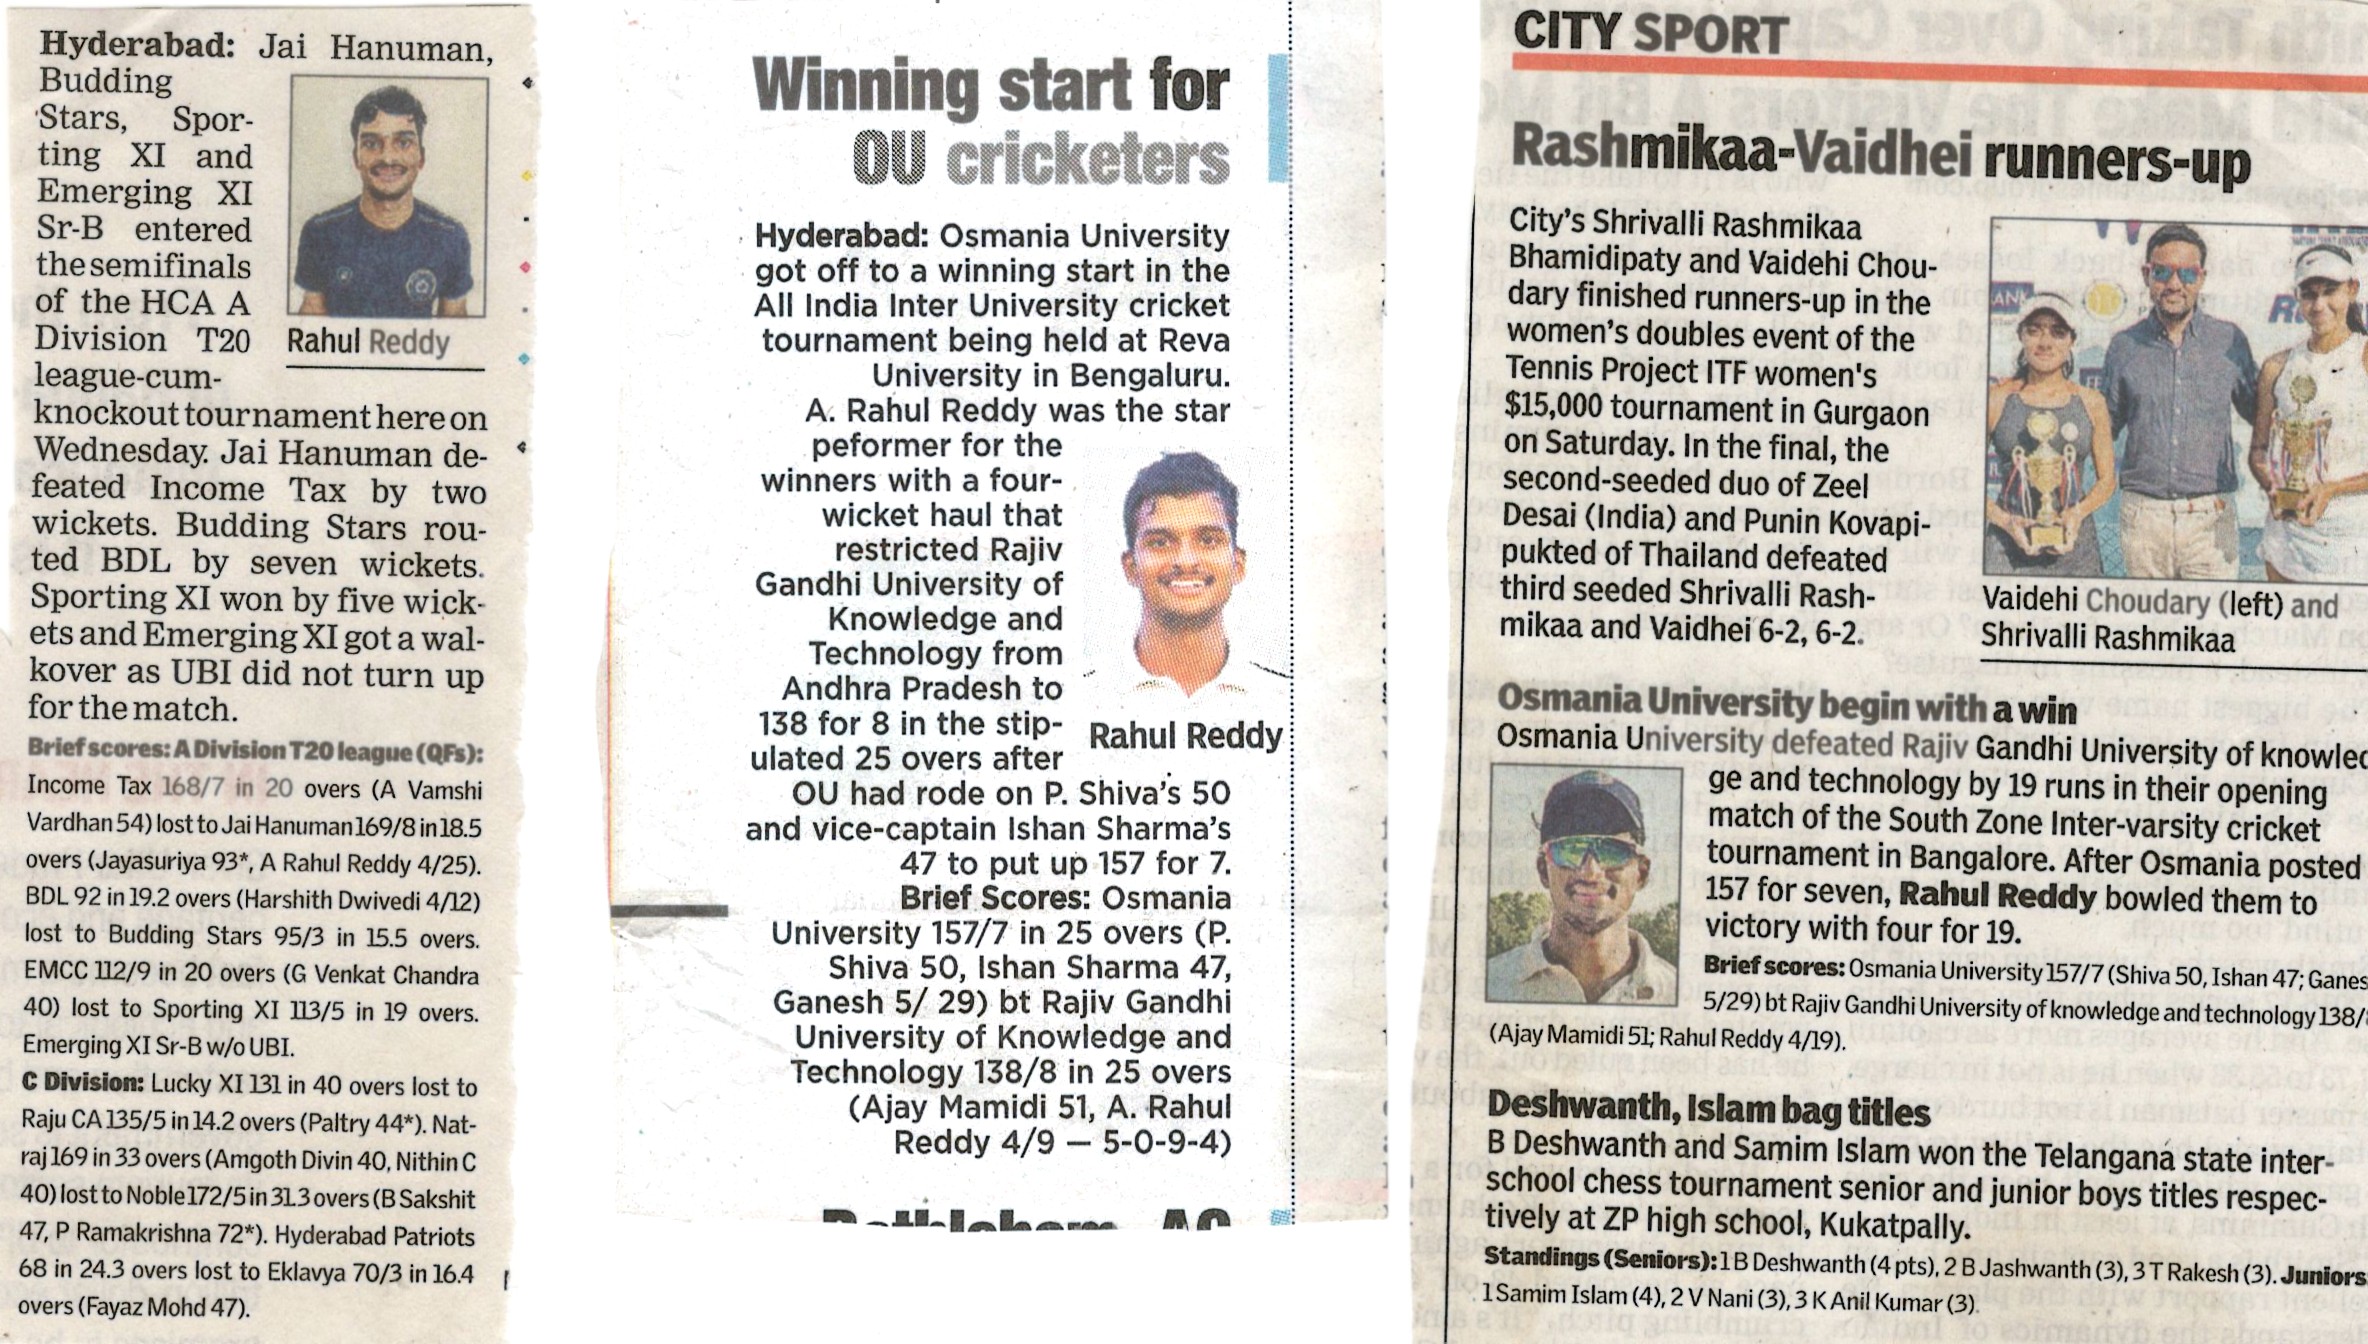 Hyderabad: Jai Hanuman,
Budding
Stars, Spor-
ting XI and
Emerging XI
Sr-B entered
the semifinals
of the HCA A
Division T20
league-cum-
knockout tournament here on
Wednesday. Jai Hanuman de-
feated Income Tax by two
wickets. Budding Stars rou-
ted BDL by seven wickets.
Sporting XI won by five wick-
ets and Emerging XI got a wal-
kover as UBI did not turn up
for the match.
Rahul Reddy
Brief scores: A Division T20 league (QFs):
Income Tax 168/7 in 20 overs (A Vamshi
Vardhan 54) lost to Jai Hanuman 169/8 in 18.5
overs (Jayasuriya 93*, A Rahul Reddy 4/25).
BDL 92 in 19.2 overs (Harshith Dwivedi 4/12)
lost to Budding Stars 95/3 in 15.5 overs.
EMCC 112/9 in 20 overs (G Venkat Chandra
40) lost to Sporting XI 113/5 in 19 overs.
Emerging XI Sr-B w/o UBI.
C Division: Lucky XI 131 in 40 overs lost to
Raju CA 135/5 in 14.2 overs (Paltry 44*). Nat-
raj 169 in 33 overs (Amgoth Divin 40, Nithin C
40) lost to Noble 172/5 in 31.3 overs (B Sakshit
47, P Ramakrishna 72*). Hyderabad Patriots
68 in 24.3 overs lost to Eklavya 70/3 in 16.4
overs (Fayaz Mohd 47).
Winning start for
OU cricketers
Hyderabad: Osmania University
got off to a winning start in the
All India Inter University cricket
tournament being held at Reva
University in Bengaluru.
A. Rahul Reddy was the star
peformer for the
winners with a four-
wicket haul that
restricted Rajiv
Gandhi University of
Knowledge and
Technology from
Andhra Pradesh to
138 for 8 in the stip-
ulated 25 overs after
OU had rode on P. Shiva's 50
and vice-captain Ishan Sharma's
47 to put up 157 for 7.
Rahul Reddy
Brief Scores: Osmania
University 157/7 in 25 overs (P.
Shiva 50, Ishan Sharma 47,
Ganesh 5/ 29) bt Rajiv Gandhi
University of Knowledge and
Technology 138/8 in 25 overs
(Ajay Mamidi 51, A. Rahul
Reddy 4/9 — 5-0-9-4)
CITY SPORT
Rashmikaa-Vaidhei runners-up
City's Shrivalli Rashmikaa
Bhamidipaty and Vaidehi Chou-
dary finished runners-up in the
women's doubles event of the
Tennis Project ITF women's
$15,000 tournament in Gurgaon
on Saturday. In the final, the
second-seeded duo of Zeel
Desai (India) and Punin Kovapi-
pukted of Thailand defeated
third seeded Shrivalli Rash-
mikaa and Vaidhei 6-2, 6-2.
Vaidehi Choudary (left) and
Shrivalli Rashmikaa
Osmania University begin with a win
Osmania University defeated Rajiv Gandhi University of knowled
ge and technology by 19 runs in their opening
match of the South Zone Inter-varsity cricket
tournament in Bangalore. After Osmania posted
157 for seven, Rahul Reddy bowled them to
victory with four for 19.
Brief scores: Osmania University 157/7 (Shiva 50, Ishan 47; Ganes
5/29) bt Rajiv Gandhi University of knowledge and technology 138/8
(Ajay Mamidi 51; Rahul Reddy 4/19).
Deshwanth, Islam bag titles
B Deshwanth and Samim Islam won the Telangana state inter-
school chess tournament senior and junior boys titles respec-
tively at ZP high school, Kukatpally.
Standings (Seniors): 1 B Deshwanth (4 pts), 2 B Jashwanth (3), 3 T Rakesh (3). Juniors
1 Samim Islam (4), 2 V Nani (3), 3 K Anil Kumar (3).